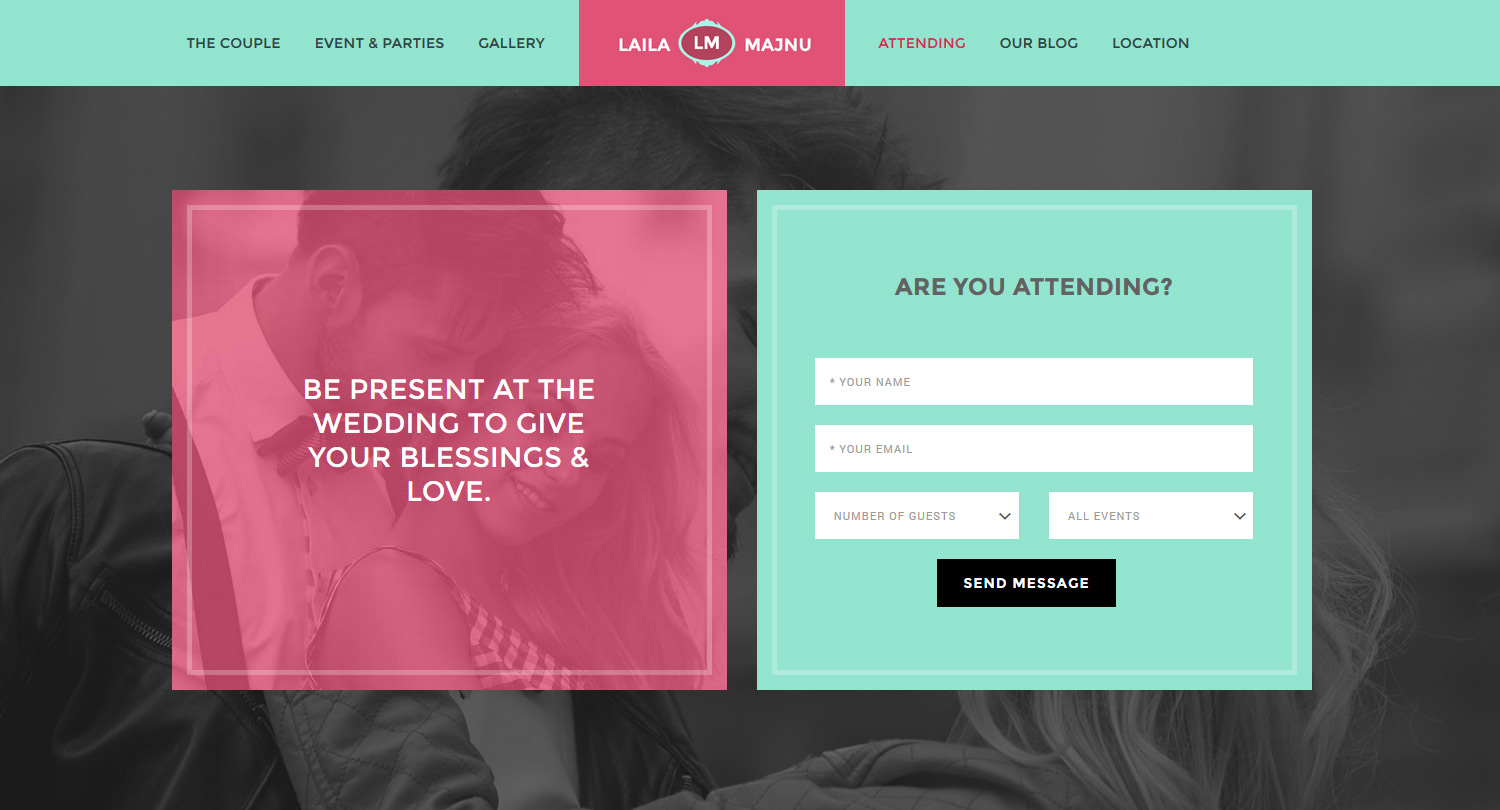 THE COUPLE EVENT & PARTIES GALLERY LAILA LM MAJNU ATTENDING OUR BLOG LOCATION
BE PRESENT AT THE
WEDDING TO GIVE
YOUR BLESSINGS &
LOVE.
ARE YOU ATTENDING?
* YOUR NAME
* YOUR EMAIL
NUMBER OF GUESTS ALL EVENTS
SEND MESSAGE